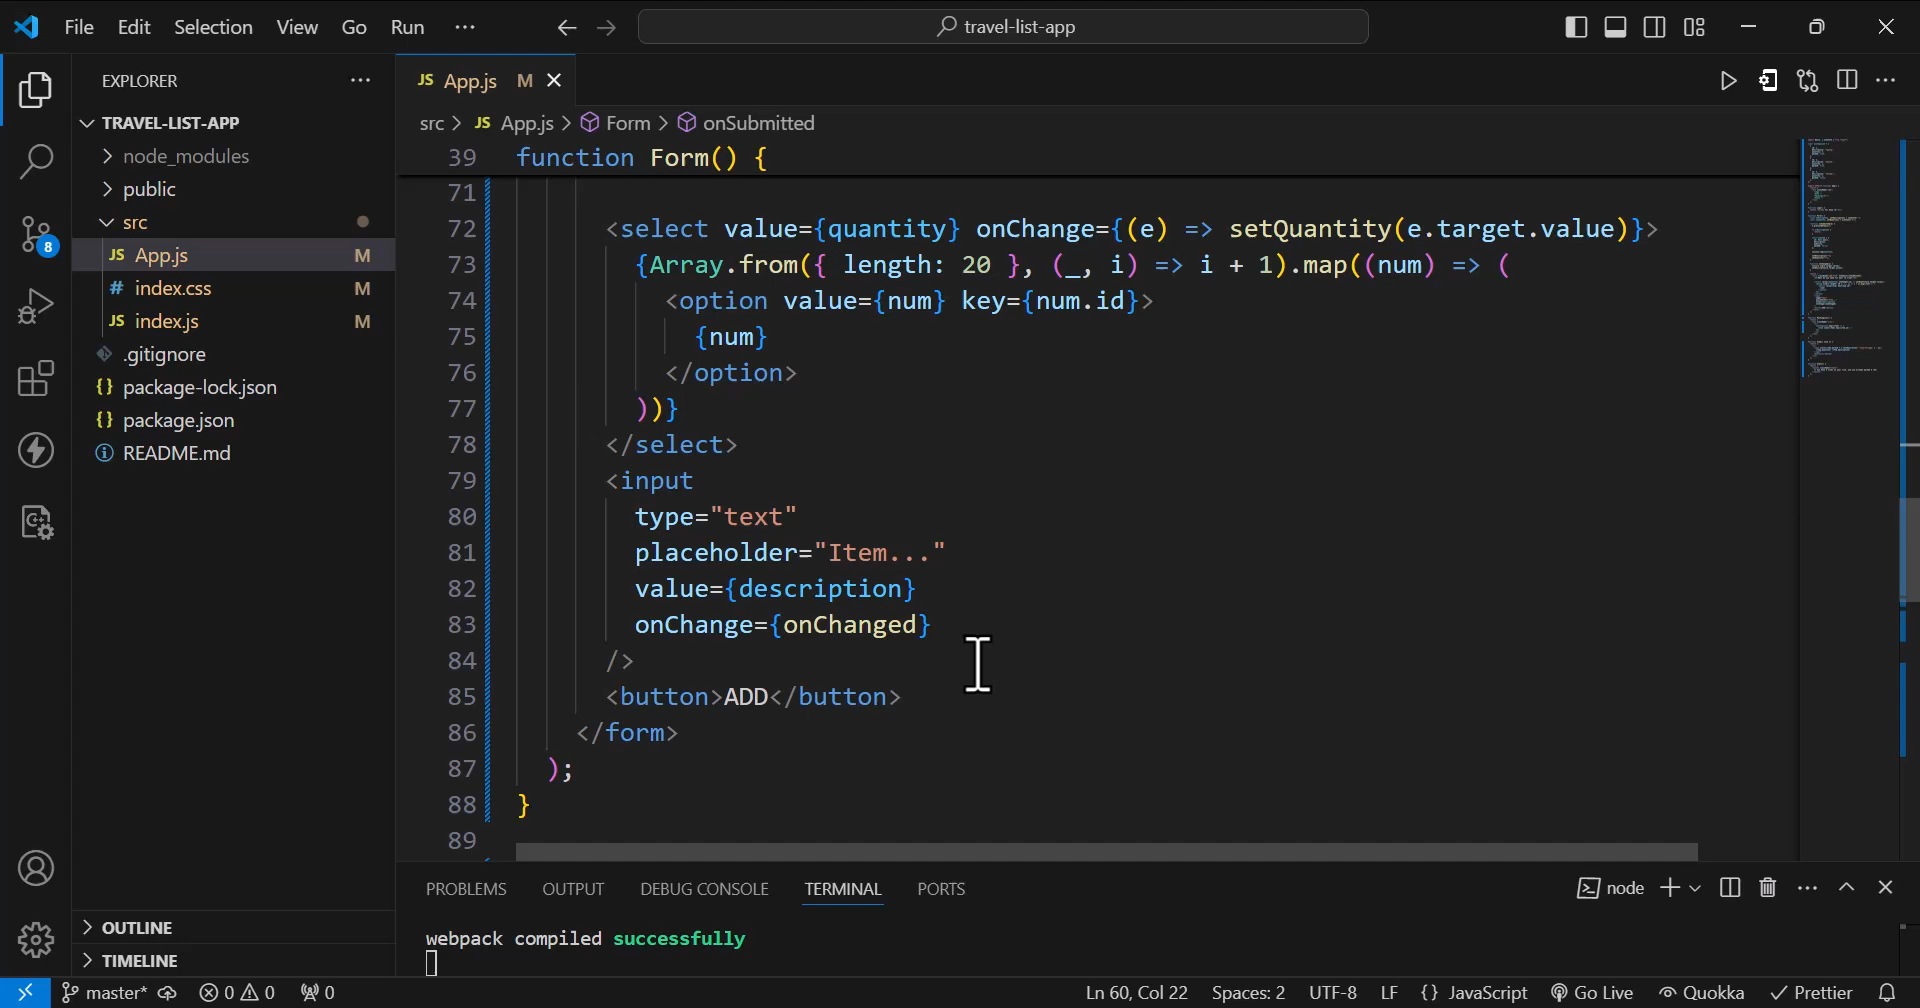 File Edit Selection View Go Run ···
travel-list-app
EXPLORER ···
TRAVEL-LIST-APP
node_modules
public
src
JS App.js M
# index.css M
JS index.js M
.gitignore
{} package-lock.json
{} package.json
README.md
8
OUTLINE
TIMELINE
JS App.js M
src > JS App.js > Form > onSubmitted
39 function Form() {
71
72 <select value={quantity} onChange={(e) => setQuantity(e.target.value)}>
73 {Array.from({ length: 20 }, (_, i) => i + 1).map((num) => (
74 <option value={num} key={num.id}>
75 {num}
76 </option>
77 ))}
78 </select>
79 <input
80 type="text"
81 placeholder="Item..."
82 value={description}
83 onChange={onChanged}
84 />
85 <button>ADD</button>
86 </form>
87 );
88 }
89
PROBLEMS OUTPUT DEBUG CONSOLE TERMINAL PORTS
node
webpack compiled successfully
master* 0 0 0
Ln 60, Col 22 Spaces: 2 UTF-8 LF {} JavaScript Go Live Quokka Prettier